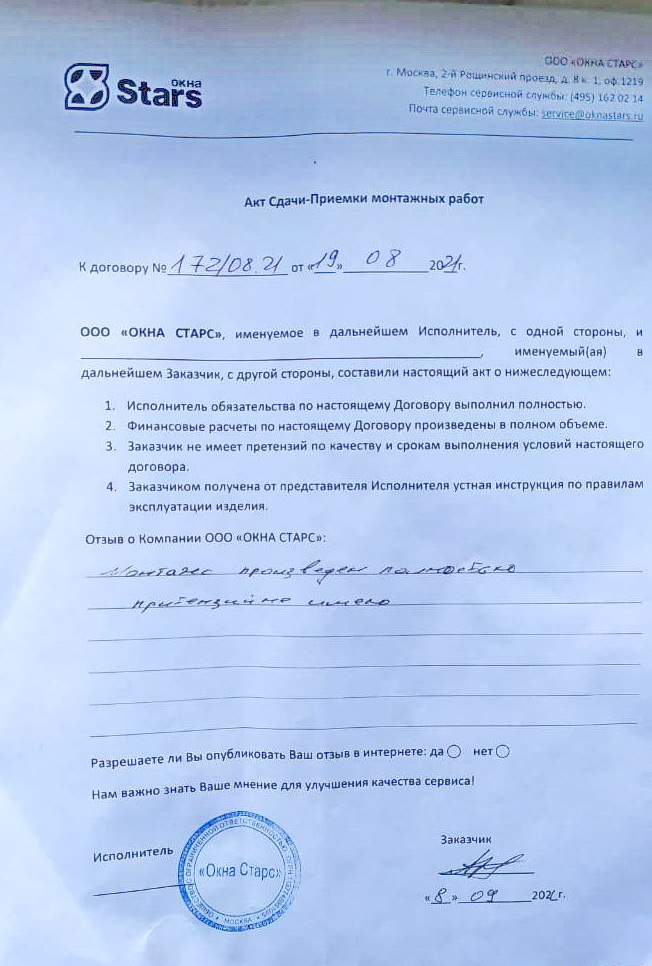 окна
Stars
ООО «ОКНА СТАРС»
г. Москва, 2-й Рощинский проезд, д. 8 к. 1, оф.1219
Телефон сервисной службы: (495) 162 02 14
Почта сервисной службы: service@oknastars.ru
Акт Сдачи-Приемки монтажных работ
К договору № 172/08.21 от «19» 08 2021г.
ООО «ОКНА СТАРС», именуемое в дальнейшем Исполнитель, с одной стороны, и
, именуемый(ая) в
дальнейшем Заказчик, с другой стороны, составили настоящий акт о нижеследующем:
1. Исполнитель обязательства по настоящему Договору выполнил полностью.
2. Финансовые расчеты по настоящему Договору произведены в полном объеме.
3. Заказчик не имеет претензий по качеству и срокам выполнения условий настоящего
договора.
4. Заказчиком получена от представителя Исполнителя устная инструкция по правилам
эксплуатации изделия.
Отзыв о Компании ООО «ОКНА СТАРС»:
Монтаж произведен полностью
притензий не имею
Разрешаете ли Вы опубликовать Ваш отзыв в интернете: да нет
Нам важно знать Ваше мнение для улучшения качества сервиса!
Исполнитель
ОБЩЕСТВО С ОГРАНИЧЕННОЙ ОТВЕТСТВЕННОСТЬЮ
«Окна Старс»
МОСКВА
Заказчик
«8» 09 2021г.